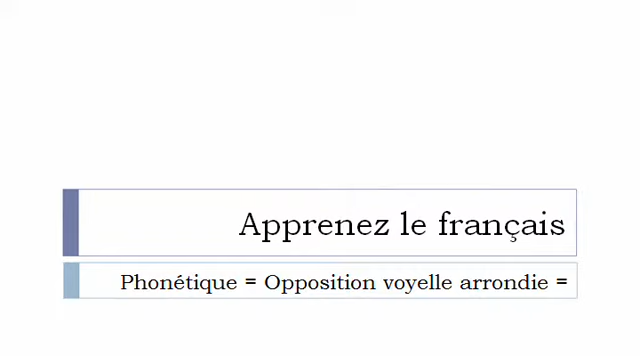 Apprenez le français
Phonétique = Opposition voyelle arrondie =